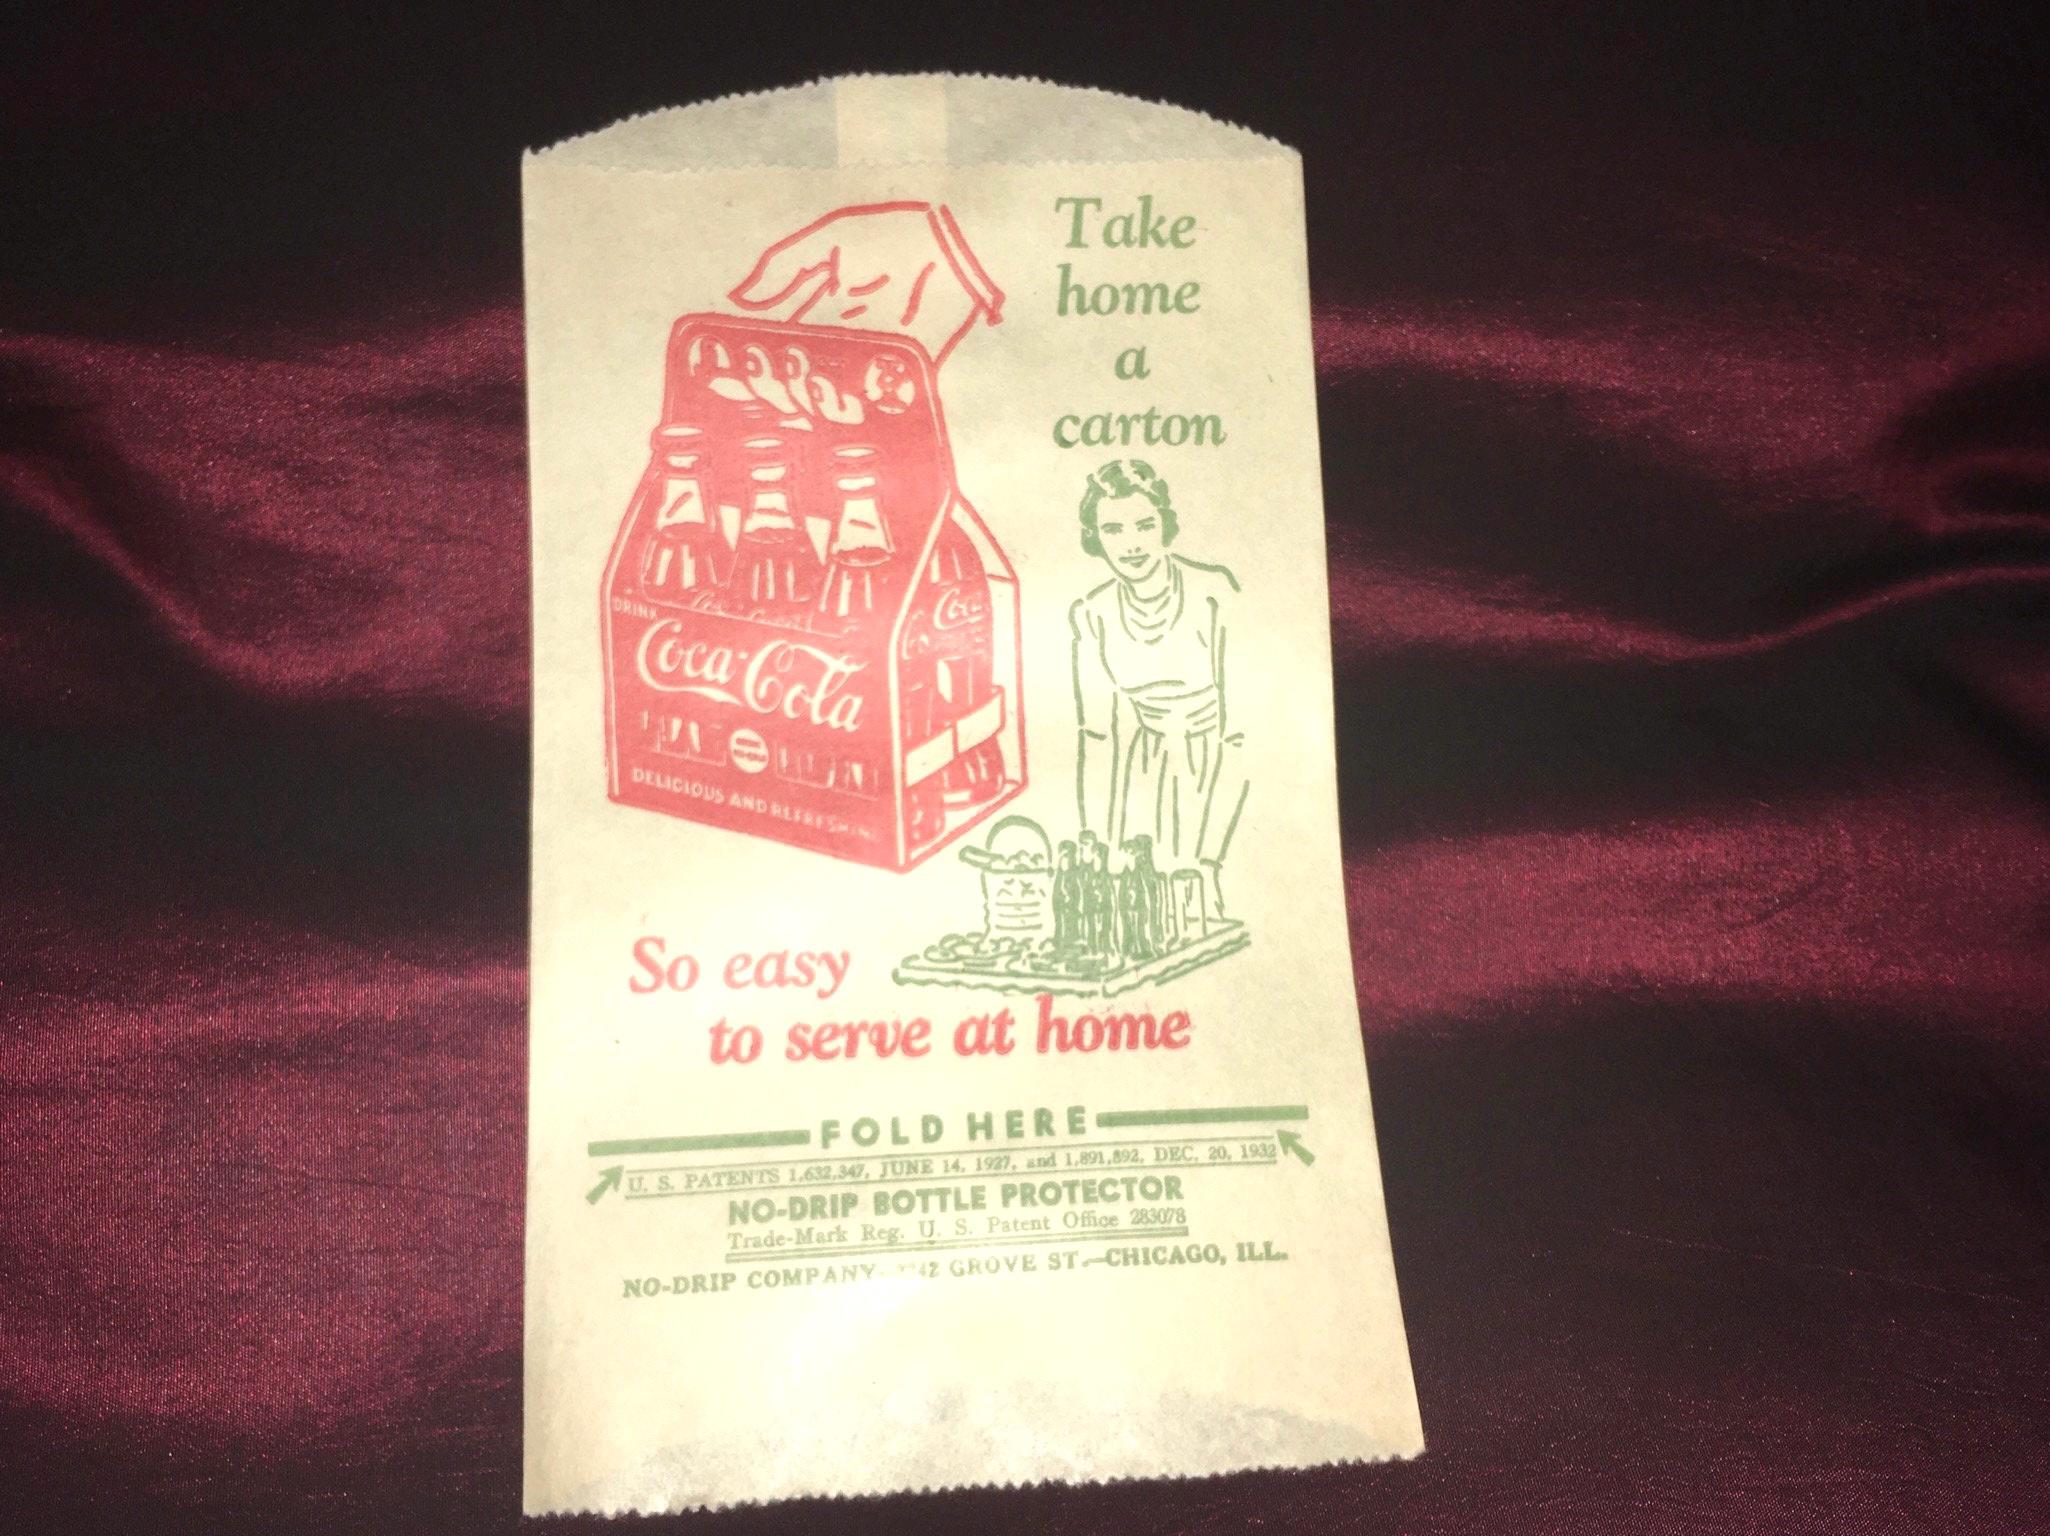 Take
home
a
carton
DRINK
Coca-Cola
Coca-Cola
DELICIOUS AND REFRESHING
So easy
to serve at home
FOLD HERE
U. S. PATENTS 1,632,347, JUNE 14, 1927, and 1,891,892, DEC. 20, 1932
NO-DRIP BOTTLE PROTECTOR
Trade-Mark Reg. U. S. Patent Office 283078
NO-DRIP COMPANY GROVE ST.—CHICAGO, ILL.